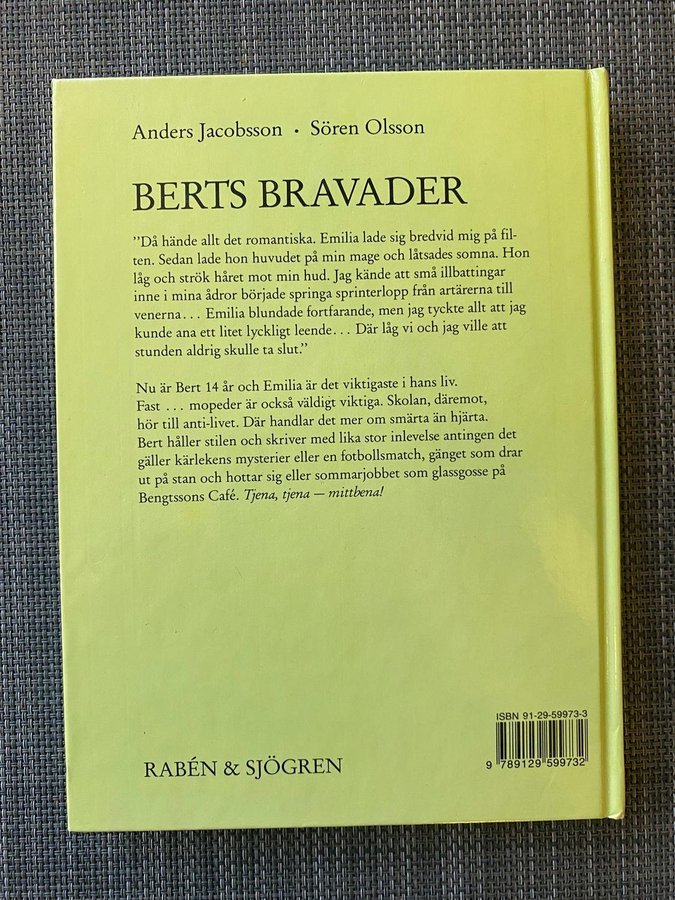 Anders Jacobsson · Sören Olsson
BERTS BRAVADER
”Då hände allt det romantiska. Emilia lade sig bredvid mig på fil-
ten. Sedan lade hon huvudet på min mage och låtsades somna. Hon
låg och strök håret mot min hud. Jag kände att små illbattingar
inne i mina ådror började springa sprinterlopp från artärerna till
venerna... Emilia blundade fortfarande, men jag tyckte allt att jag
kunde ana ett litet lyckligt leende... Där låg vi och jag ville att
stunden aldrig skulle ta slut.”
Nu är Bert 14 år och Emilia är det viktigaste i hans liv.
Fast ... mopeder är också väldigt viktiga. Skolan, däremot,
hör till anti-livet. Där handlar det mer om smärta än hjärta.
Bert håller stilen och skriver med lika stor inlevelse antingen det
gäller kärlekens mysterier eller en fotbollsmatch, gänget som drar
ut på stan och hottar sig eller sommarjobbet som glassgosse på
Bengtssons Café. Tjena, tjena — mittbena!
ISBN 91-29-59973-3
9 789129 599732
RABÉN & SJÖGREN